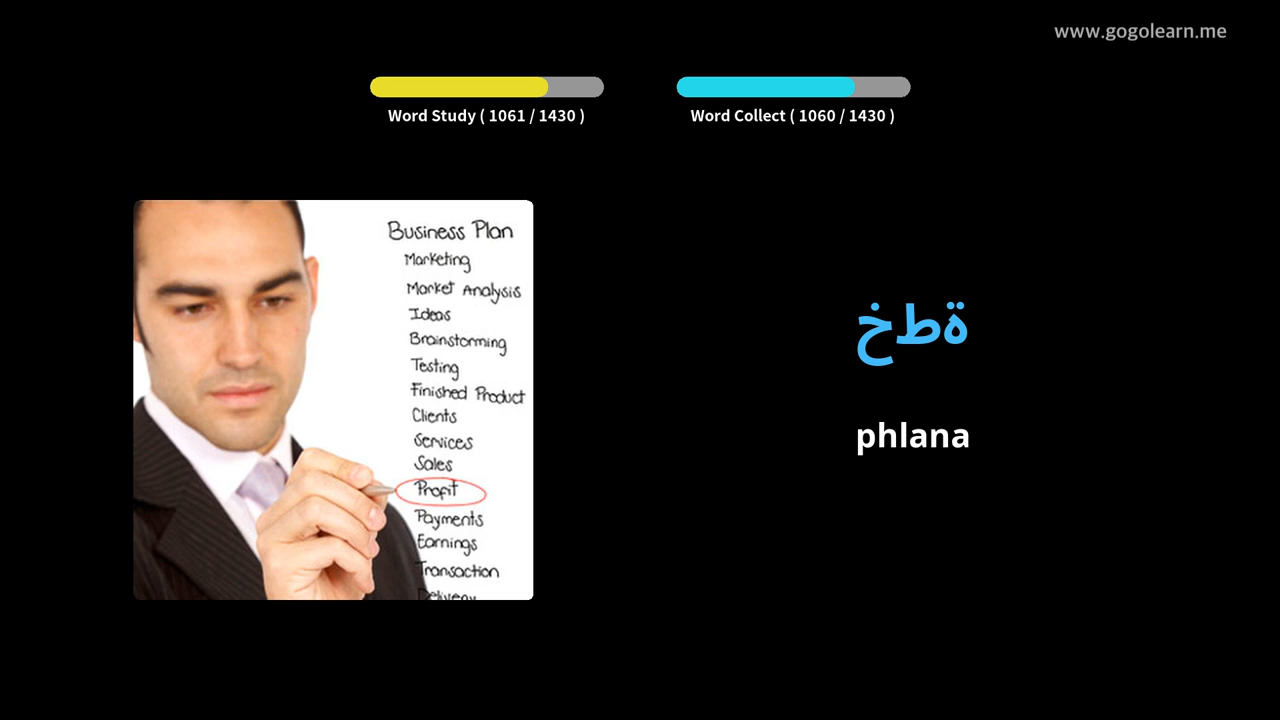 www.gogolearn.me
Word Study ( 1061 / 1430 )
Word Collect ( 1060 / 1430 )
Business Plan
Marketing
Market Analysis
Ideas
Brainstorming
Testing
Finished Product
Clients
Services
Sales
Profit
Payments
Earnings
Transaction
Delivery
خطة
phlana